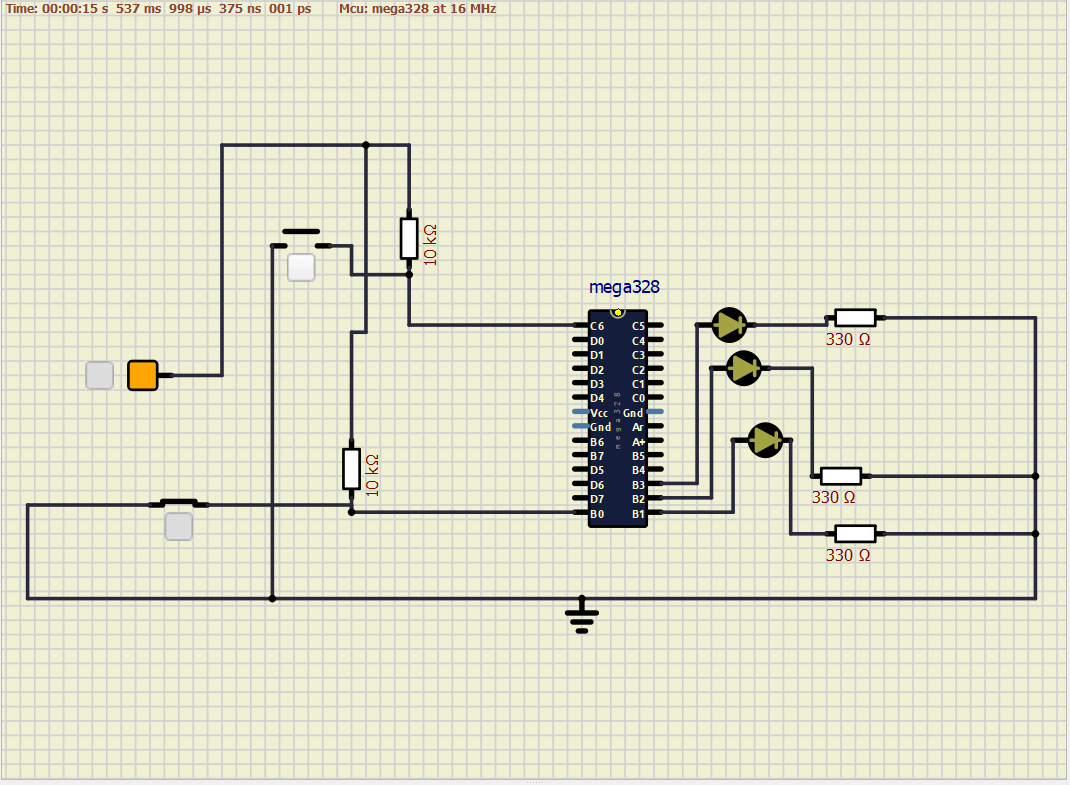 Time: 00:00:15 s 537 ms 998 µs 375 ns 001 ps Mcu: mega328 at 16 MHz
10 kΩ
mega328
C6 C5
D0 C4
D1 C3
D2 C2
D3 C1
D4 C0
Vcc Gnd
Gnd Ar
B6 A+
B7 B5
D5 B4
D6 B3
D7 B2
B0 B1
mega328
330 Ω
10 kΩ
330 Ω
330 Ω